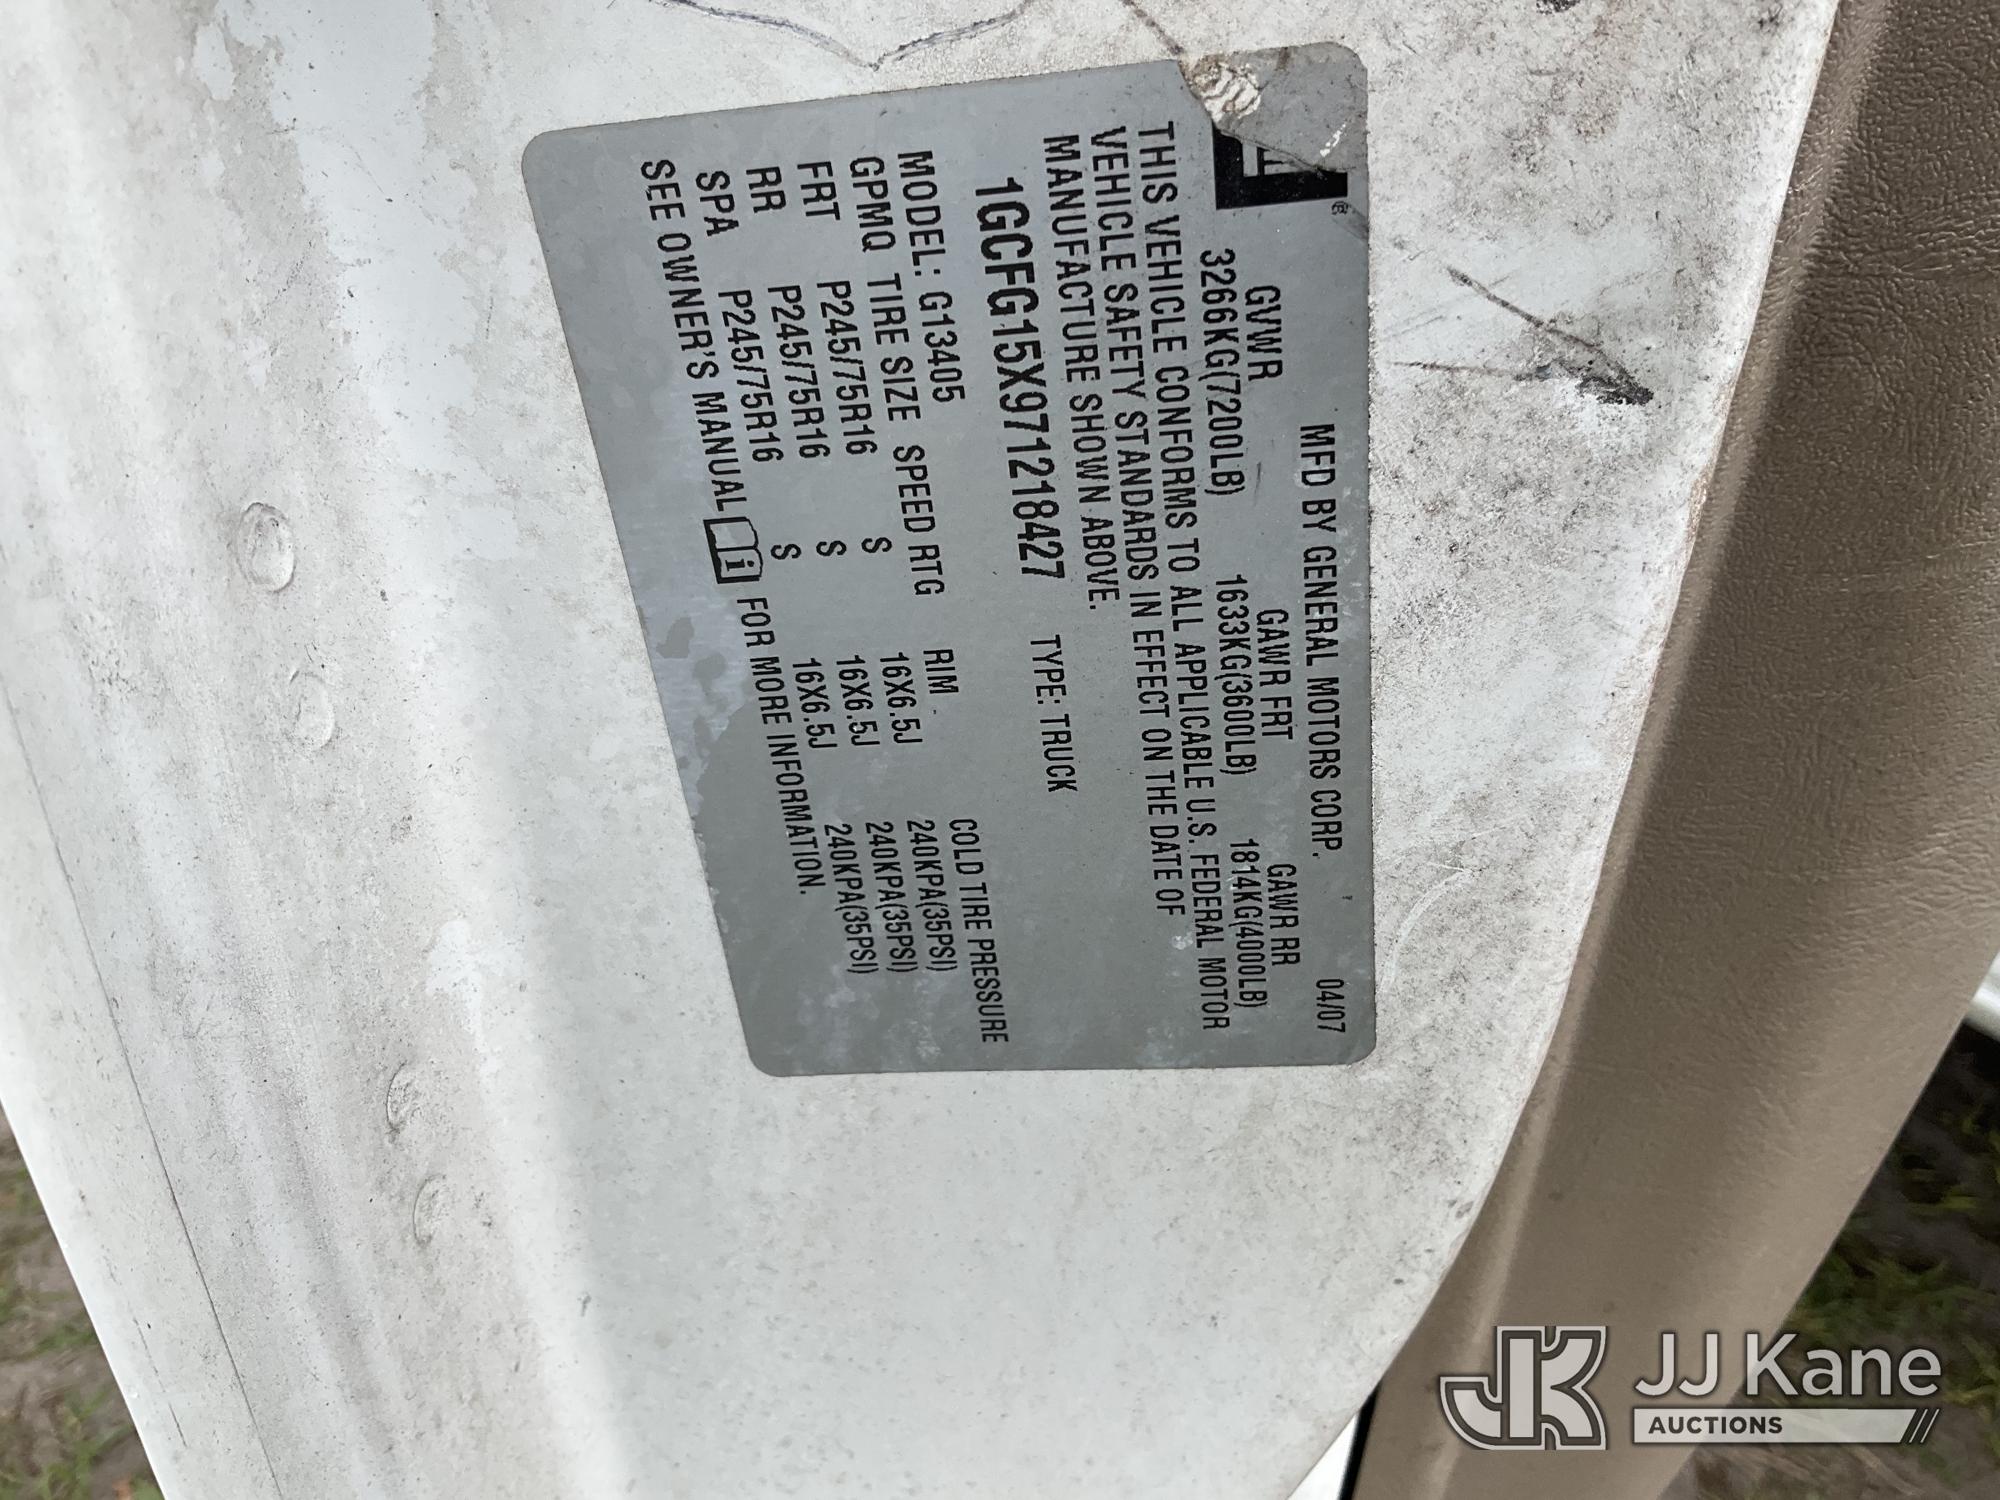 MFD BY GENERAL MOTORS CORP. 04/07
GVWR GAWR FRT GAWR RR
3266KG(7200LB) 1633KG(3600LB) 1814KG(4000LB)
THIS VEHICLE CONFORMS TO ALL APPLICABLE U.S. FEDERAL MOTOR
VEHICLE SAFETY STANDARDS IN EFFECT ON THE DATE OF
MANUFACTURE SHOWN ABOVE.
1GCFG15X971218427 TYPE: TRUCK
MODEL: G13405
GPMQ TIRE SIZE SPEED RTG RIM COLD TIRE PRESSURE
FRT P245/75R16 S 16X6.5J 240KPA(35PSI)
RR P245/75R16 S 16X6.5J 240KPA(35PSI)
SPA P245/75R16 S 16X6.5J 240KPA(35PSI)
SEE OWNER'S MANUAL i FOR MORE INFORMATION.
®
JK JJ Kane
AUCTIONS